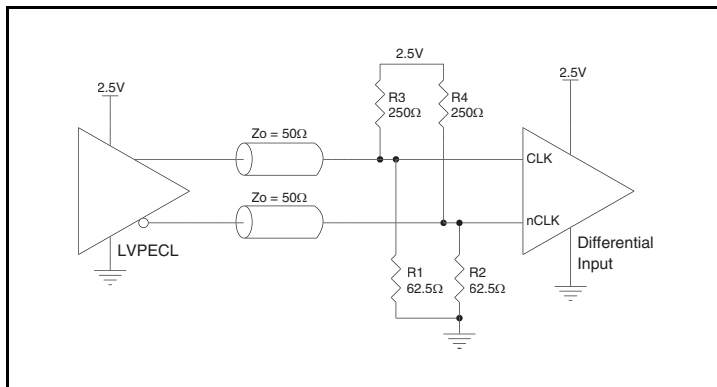 2.5V
2.5V
2.5V
R3
250Ω
R4
250Ω
Zo = 50Ω
CLK
Zo = 50Ω
nCLK
LVPECL
Differential
Input
R1
62.5Ω
R2
62.5Ω